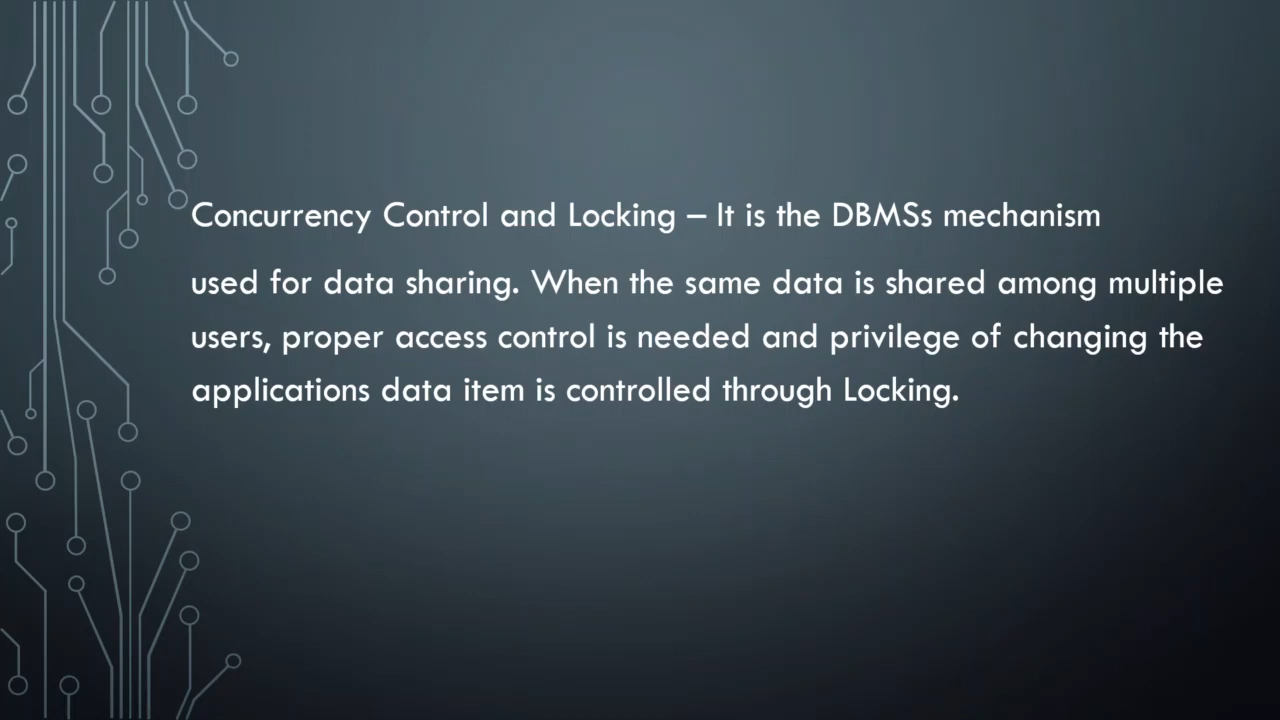 Concurrency Control and Locking – It is the DBMSs mechanism
used for data sharing. When the same data is shared among multiple
users, proper access control is needed and privilege of changing the
applications data item is controlled through Locking.